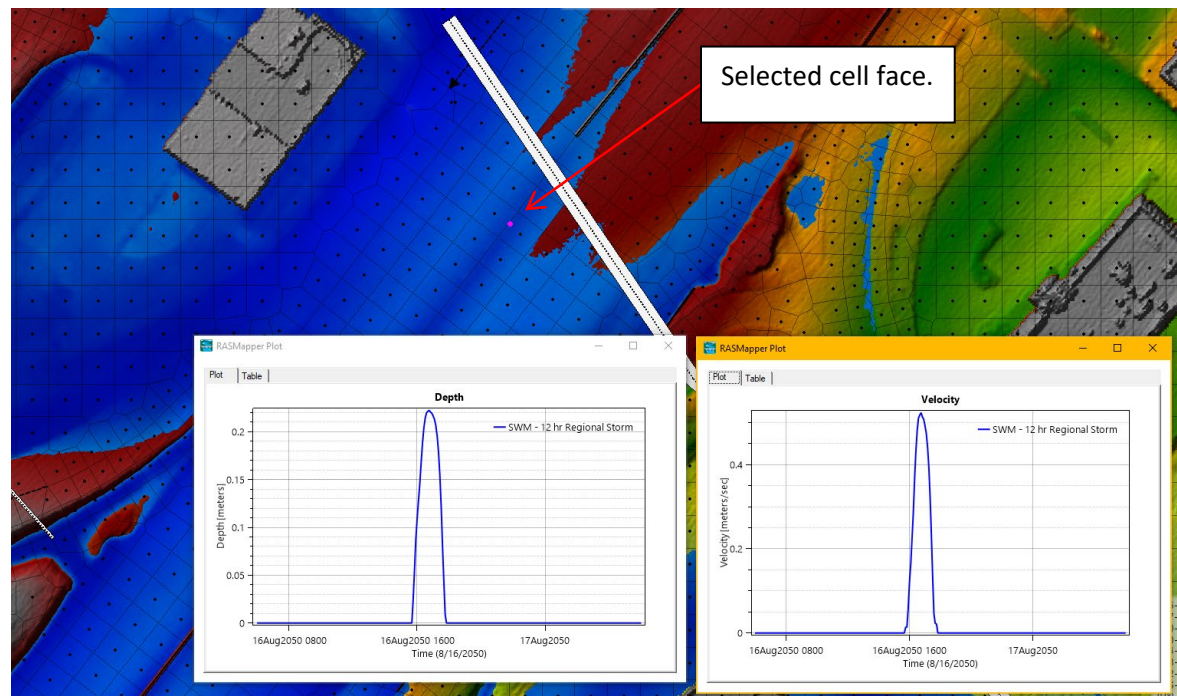 Selected cell face.
RASMapper Plot
Plot Table
Depth
SWM - 12 hr Regional Storm
Depth [meters]
0.2
0.15
0.1
0.05
0
16Aug2050 0800 16Aug2050 1600 17Aug2050
Time (8/16/2050)
RASMapper Plot
Plot Table
Velocity
SWM - 12 hr Regional Storm
Velocity [meters/sec]
0.4
0.2
0
16Aug2050 0800 16Aug2050 1600 17Aug2050
Time (8/16/2050)